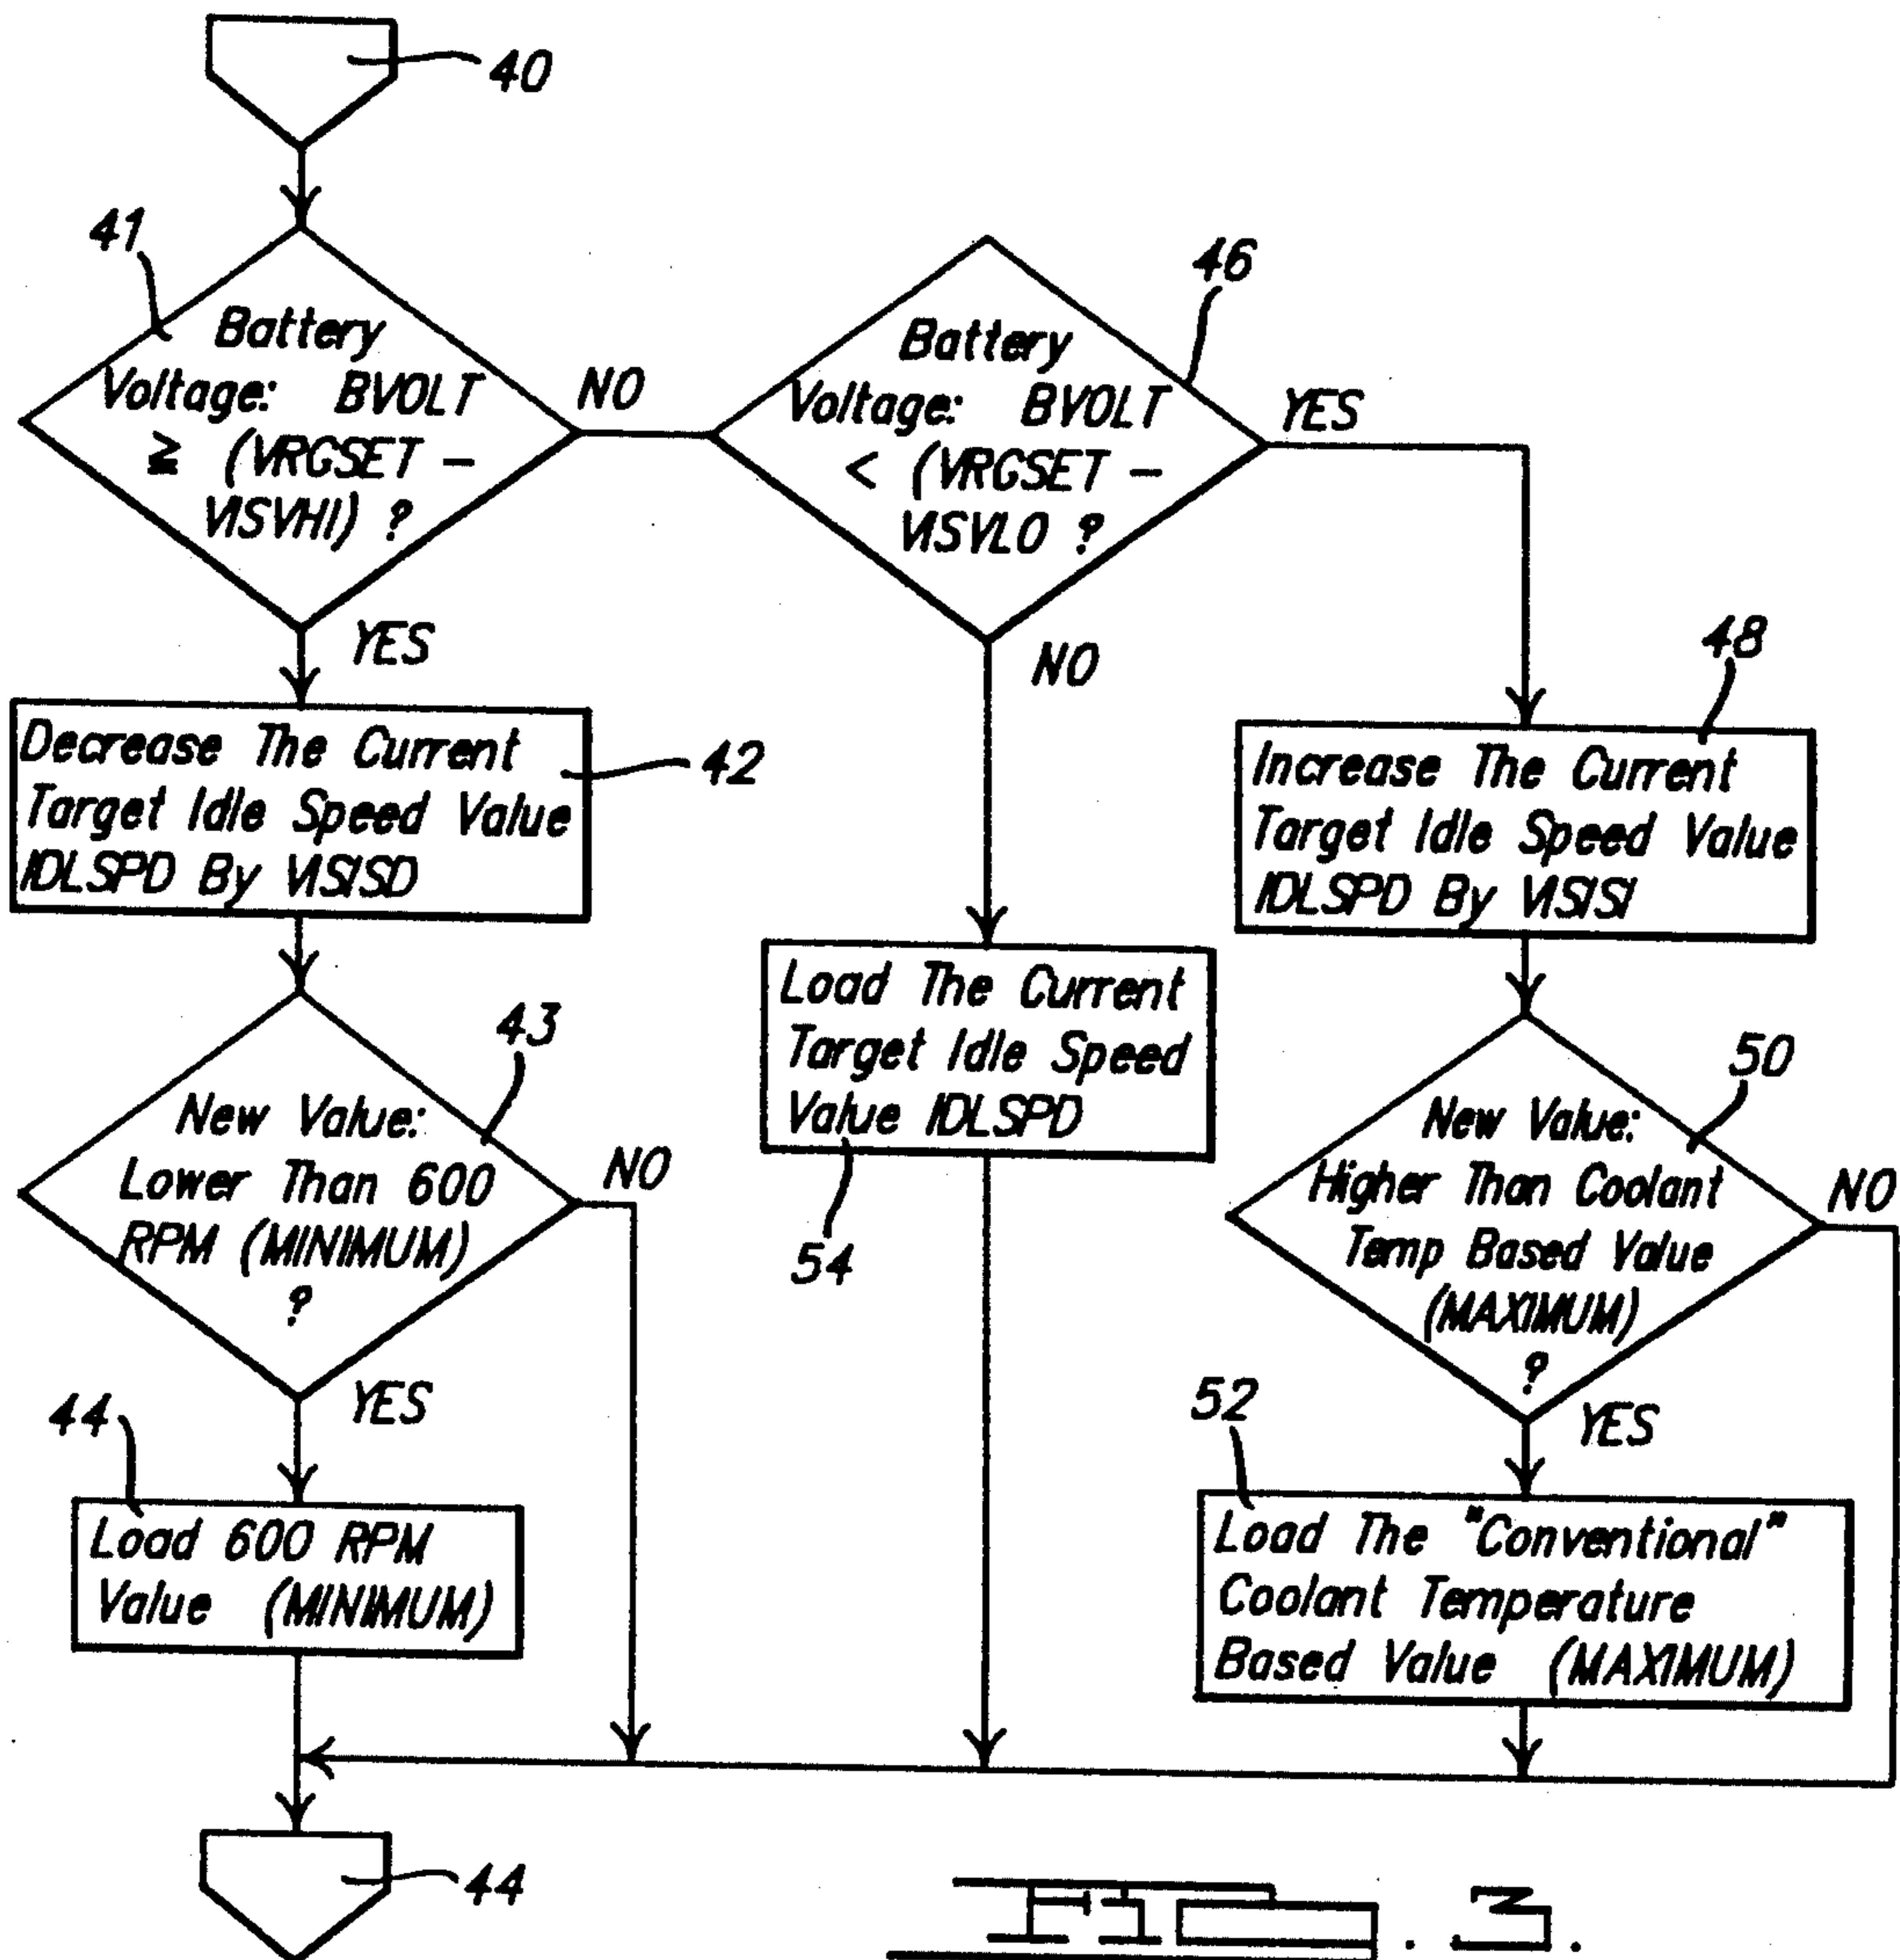 40
41
Battery
Voltage: BVOLT
≧ (VRGSET -
VISVHI) ?
NO
YES
46
Battery
Voltage: BVOLT
< (VRGSET -
VISVLO ?
YES
NO
Decrease The Current
Target Idle Speed Value
IDLSPD By VISISD
42
48
Increase The Current
Target Idle Speed Value
IDLSPD By VISISI
43
New Value:
Lower Than 600
RPM (MINIMUM)
?
NO
YES
Load The Current
Target Idle Speed
Value IDLSPD
54
50
New Value:
Higher Than Coolant
Temp Based Value
(MAXIMUM)
?
NO
YES
44
Load 600 RPM
Value (MINIMUM)
52
Load The "Conventional"
Coolant Temperature
Based Value (MAXIMUM)
44
FIG. 3.